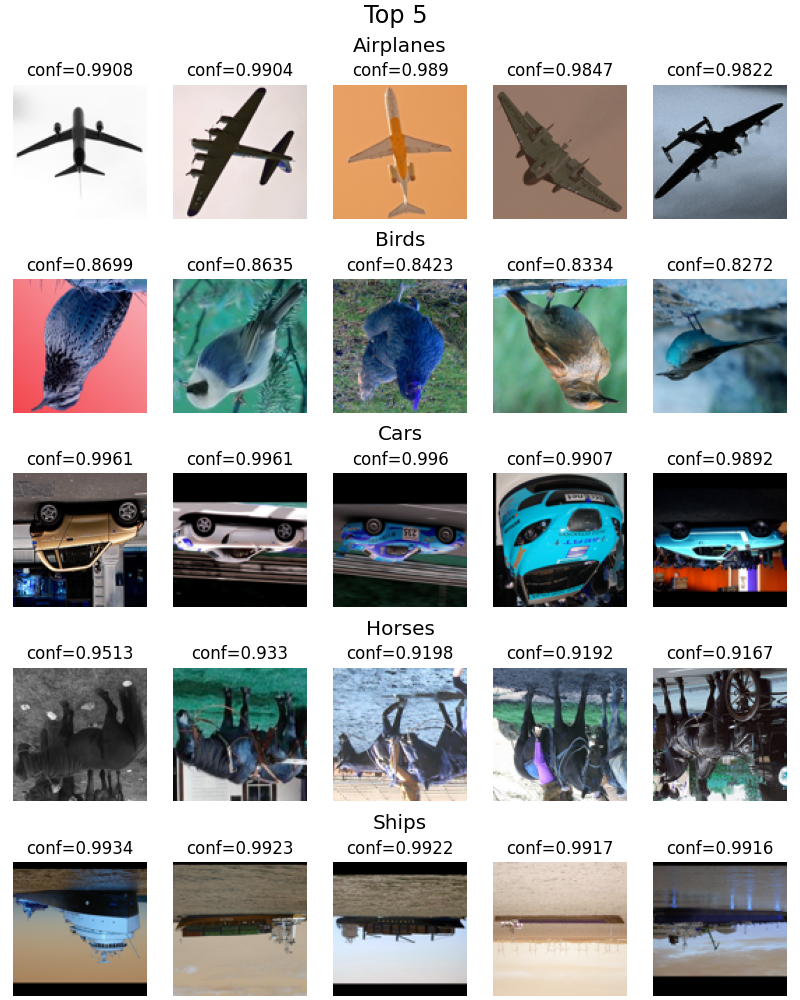 Top 5
Airplanes
conf=0.9908 conf=0.9904 conf=0.989 conf=0.9847 conf=0.9822
Birds
conf=0.8699 conf=0.8635 conf=0.8423 conf=0.8334 conf=0.8272
Cars
conf=0.9961 conf=0.9961 conf=0.996 conf=0.9907 conf=0.9892
Horses
conf=0.9513 conf=0.933 conf=0.9198 conf=0.9192 conf=0.9167
Ships
conf=0.9934 conf=0.9923 conf=0.9922 conf=0.9917 conf=0.9916